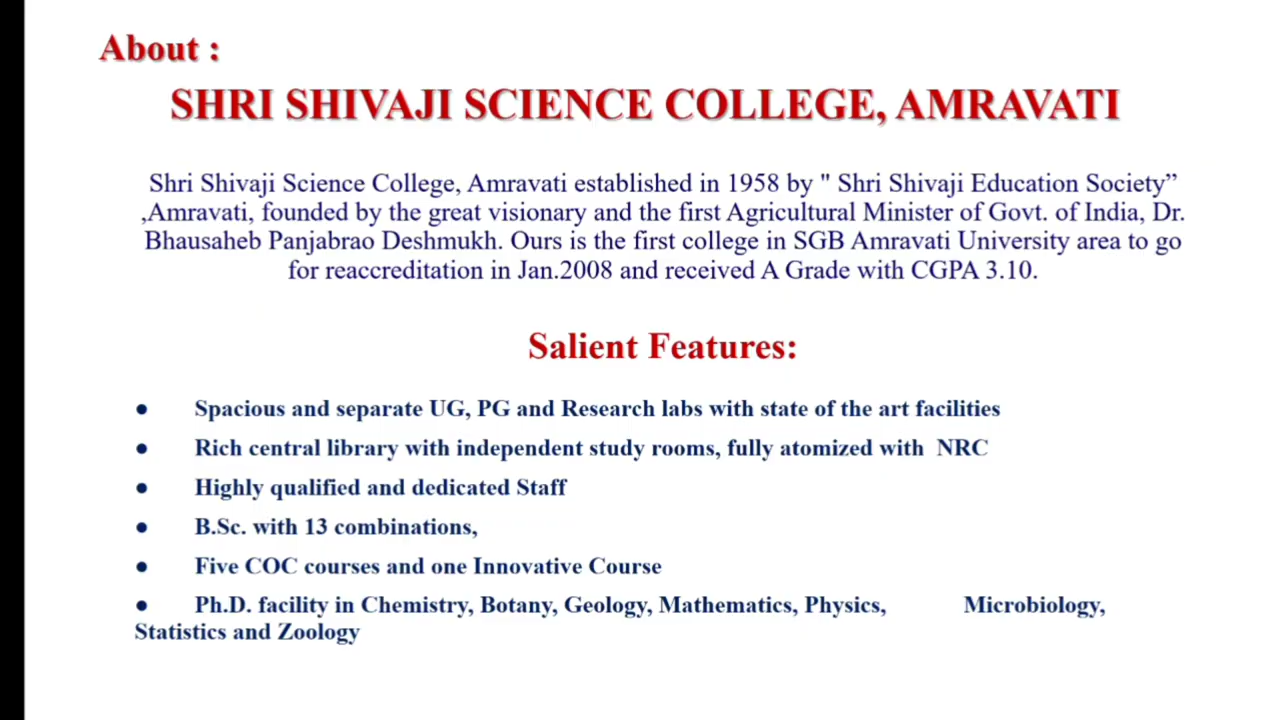 About :
SHRI SHIVAJI SCIENCE COLLEGE, AMRAVATI
Shri Shivaji Science College, Amravati established in 1958 by " Shri Shivaji Education Society”
,Amravati, founded by the great visionary and the first Agricultural Minister of Govt. of India, Dr.
Bhausaheb Panjabrao Deshmukh. Ours is the first college in SGB Amravati University area to go
for reaccreditation in Jan.2008 and received A Grade with CGPA 3.10.
Salient Features:
● Spacious and separate UG, PG and Research labs with state of the art facilities
● Rich central library with independent study rooms, fully atomized with NRC
● Highly qualified and dedicated Staff
● B.Sc. with 13 combinations,
● Five COC courses and one Innovative Course
● Ph.D. facility in Chemistry, Botany, Geology, Mathematics, Physics, Microbiology,
Statistics and Zoology